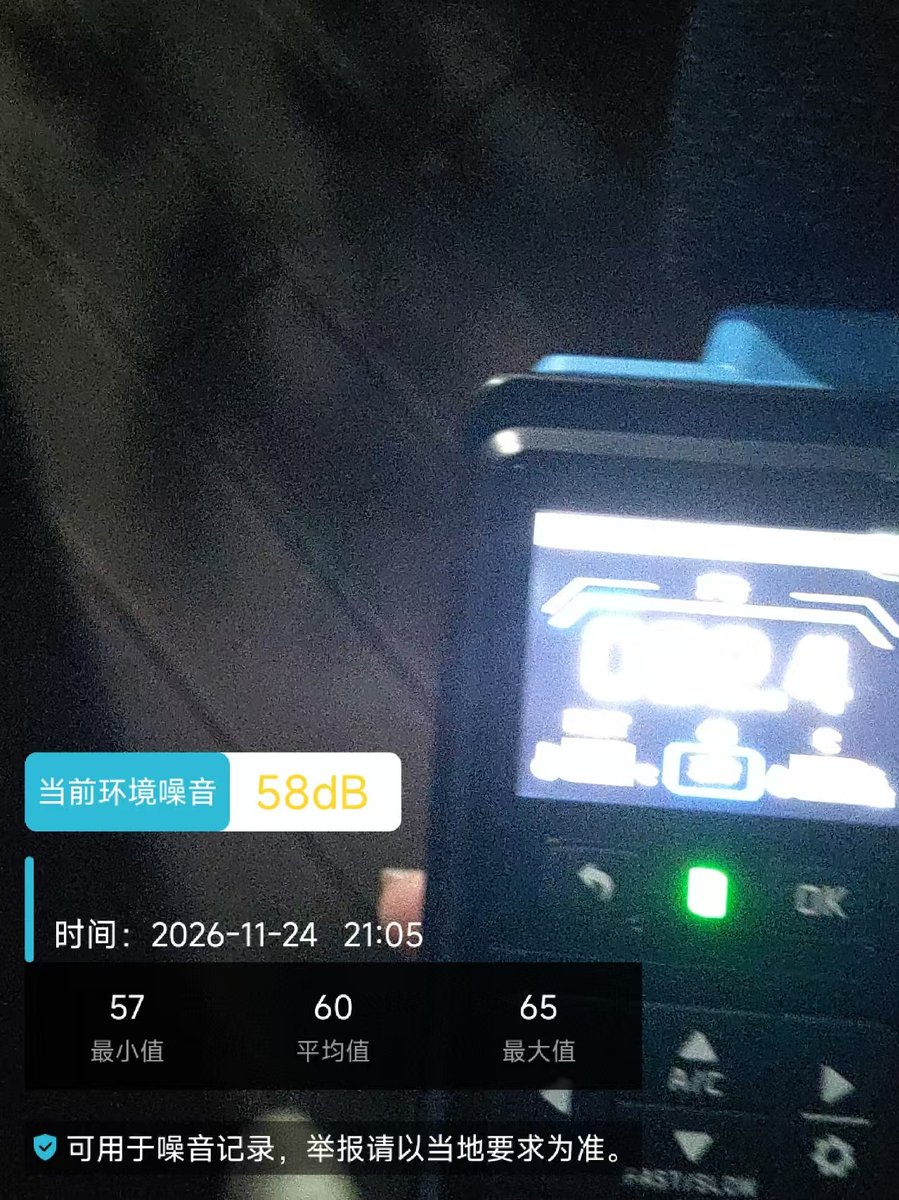 OK
当前环境噪音 58dB
时间：2026-11-24 21:05
57 60 65
最小值 平均值 最大值
A/C
可用于噪音记录，举报请以当地要求为准。
FAST/SLOW